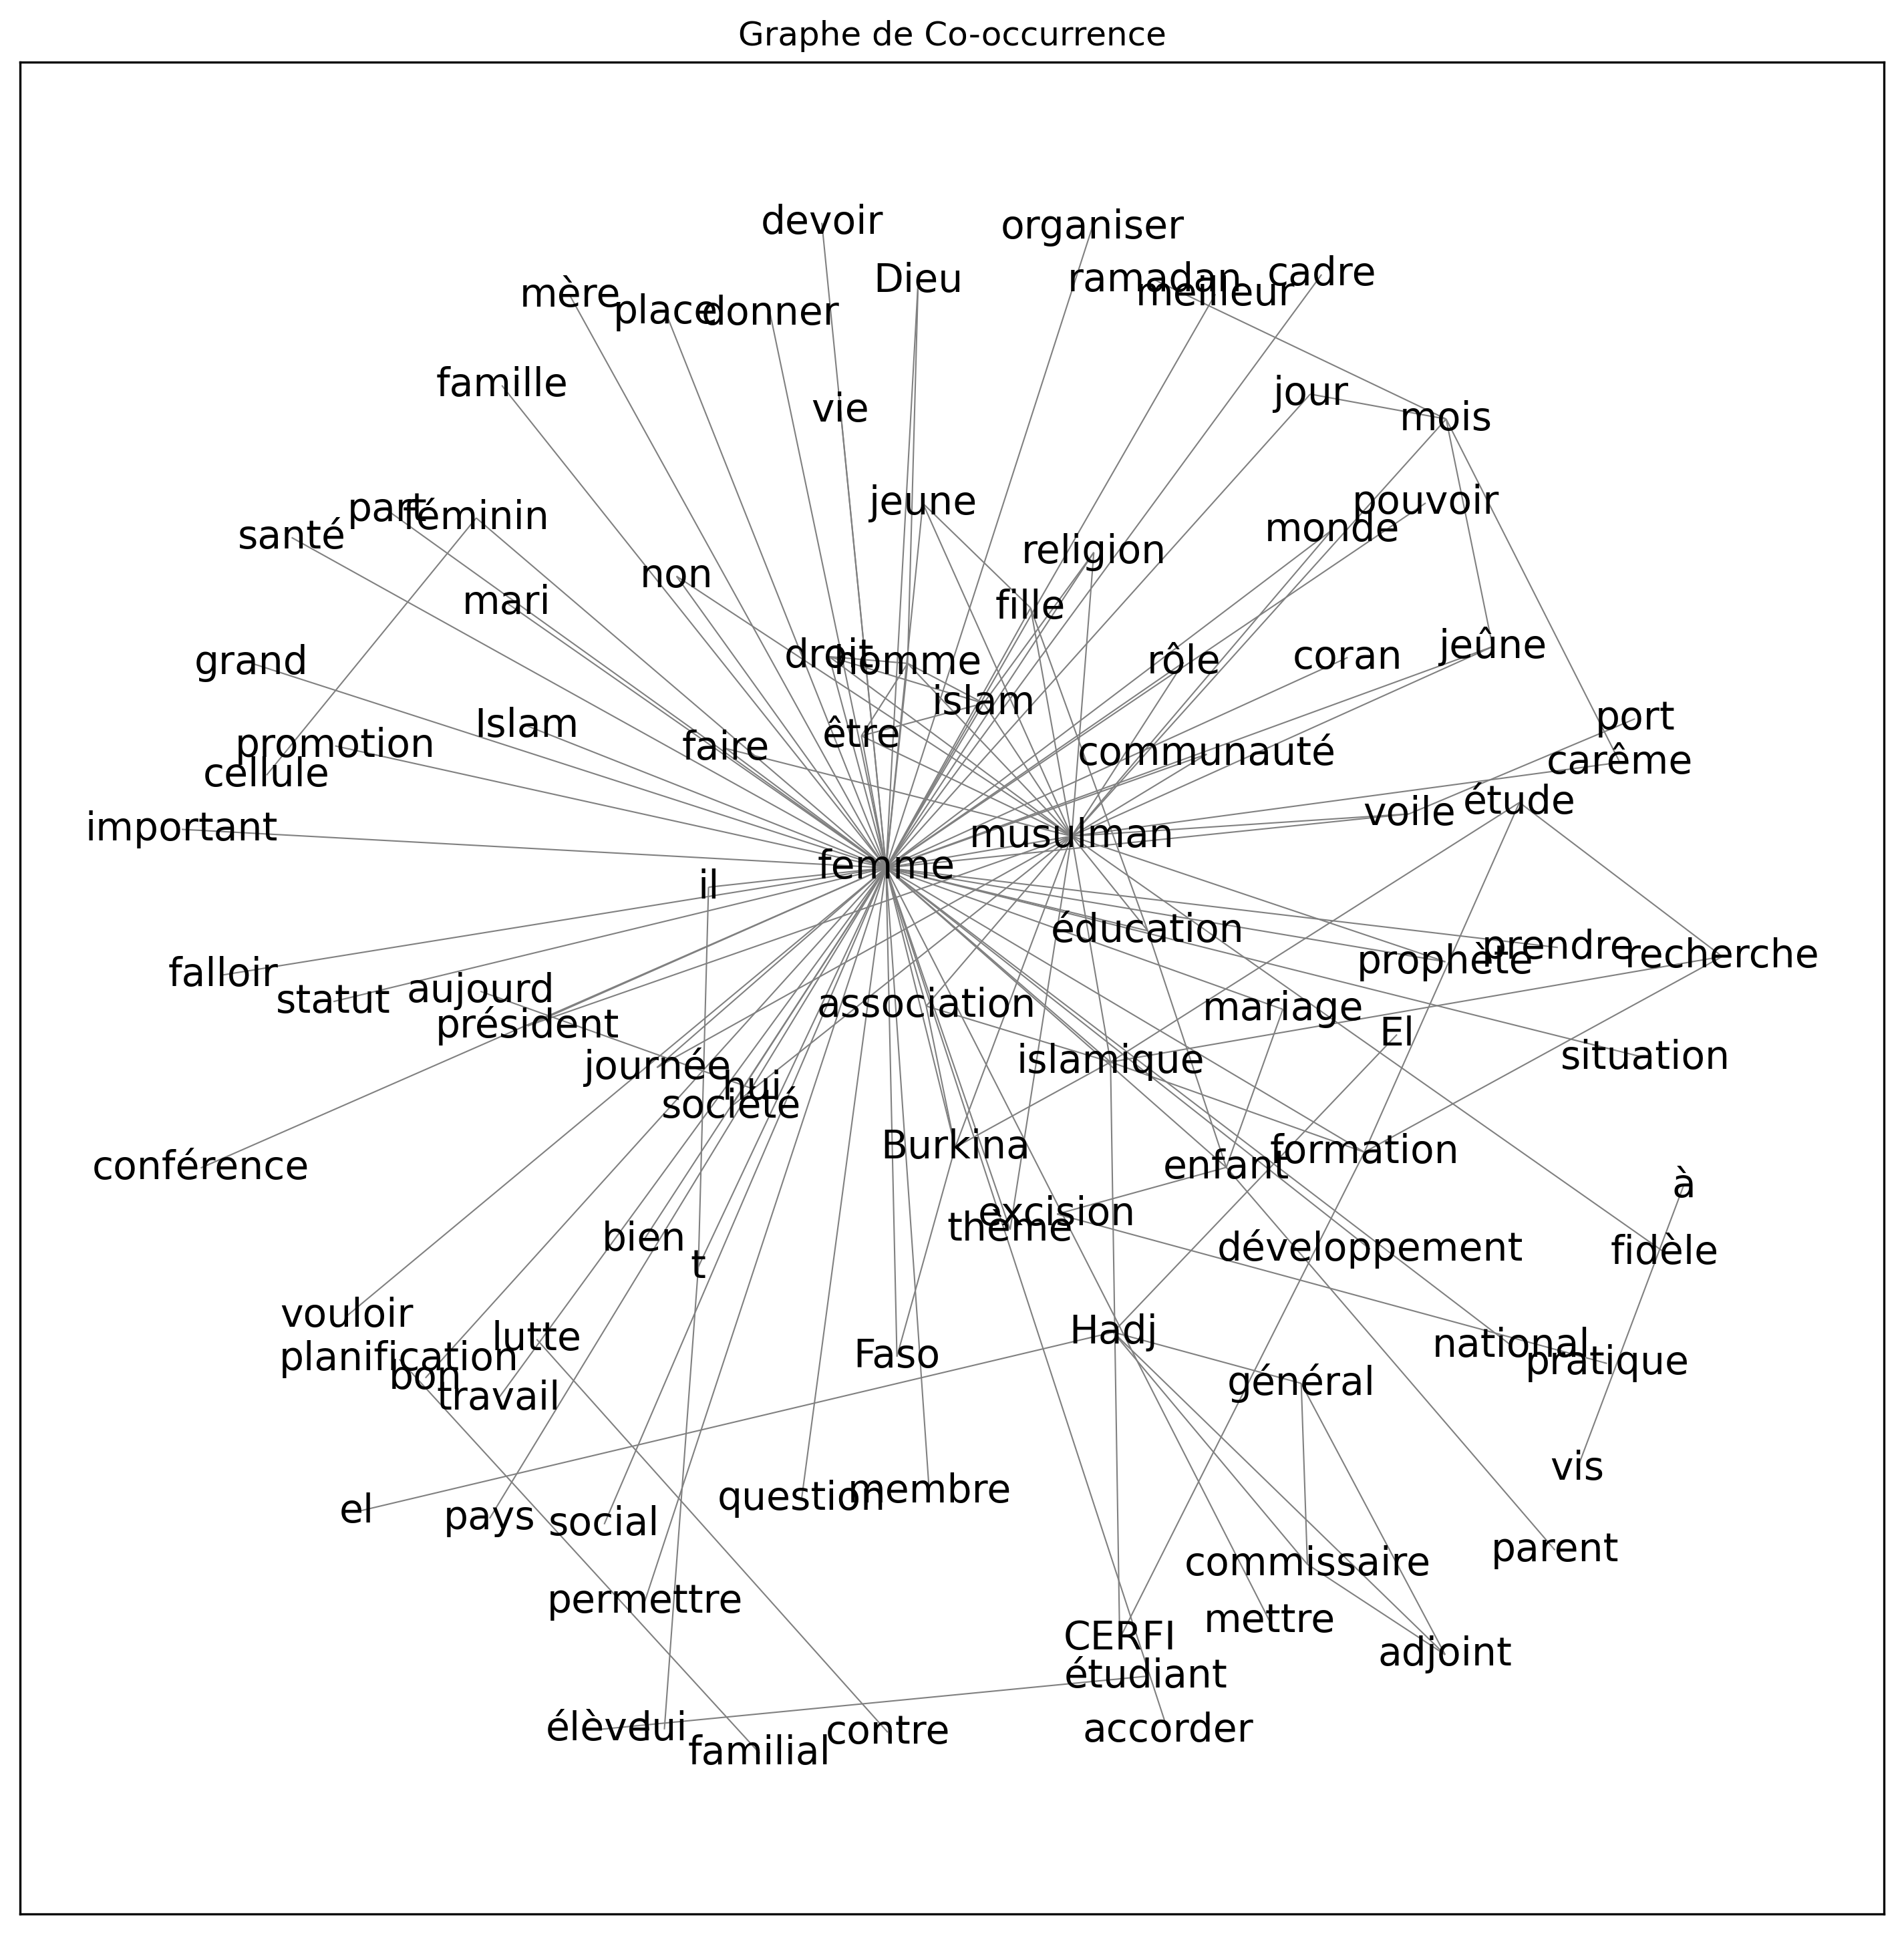 Graphe de Co-occurrence
devoir
organiser
Dieu
ramadan
cadre
mère
meilleur
place
donner
famille
jour
vie
mois
part
féminin
jeune
pouvoir
santé
monde
religion
non
mari
fille
grand
droit
homme
rôle
coran
jeûne
islam
Islam
port
promotion
faire
être
communauté
cellule
carême
important
musulman
voile
étude
femme
il
éducation
prendre
falloir
prophète
recherche
statut
aujourd
association
mariage
président
El
journée
islamique
situation
hui
société
Burkina
formation
conférence
enfant
à
excision
thème
bien
t
développement
fidèle
vouloir
lutte
Hadj
planification
Faso
national
bon
pratique
travail
général
vis
el
pays
social
question
membre
commissaire
parent
permettre
mettre
CERFI
adjoint
étudiant
élève
lui
familial
contre
accorder